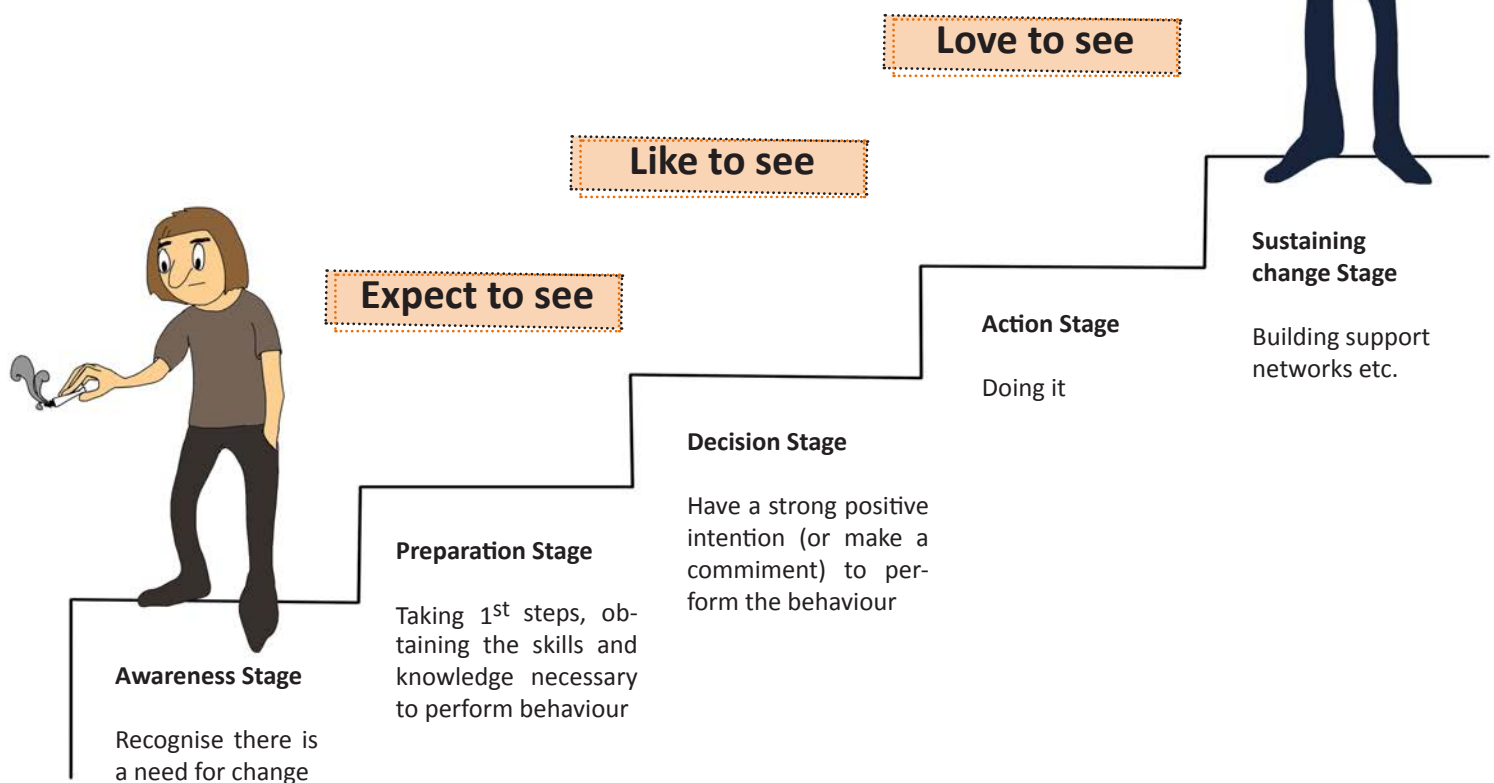 Love to see
Like to see
Expect to see
Sustaining
change Stage
Building support
networks etc.
Action Stage
Doing it
Decision Stage
Have a strong positive
intention (or make a
commiment) to per-
form the behaviour
Preparation Stage
Taking 1st steps, ob-
taining the skills and
knowledge necessary
to perform behaviour
Awareness Stage
Recognise there is
a need for change